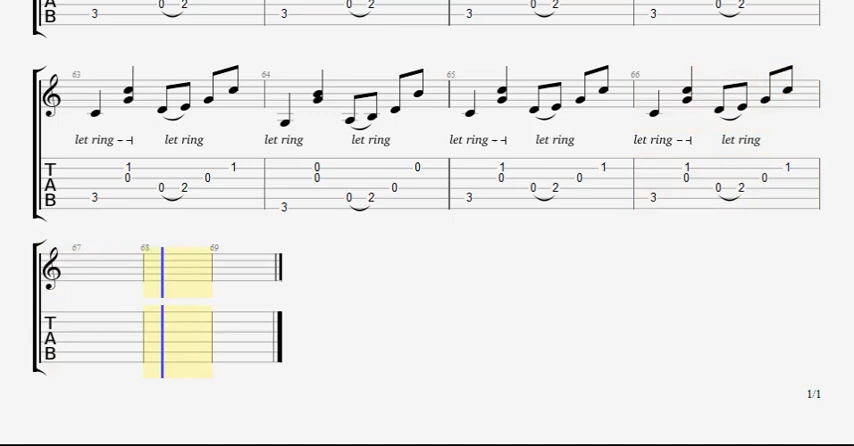 A
B 3 0 2 3 0 2 3 0 2 3 0 2
63 64 65 66
let ring let ring let ring let ring let ring let ring let ring let ring
T 1 1 0 0 1 1 1 1
A 0 0 0 0 0 0 0
B 3 0 2 3 0 2 0 3 0 2 3 0 2
67 68 69
T
A
B
1/1